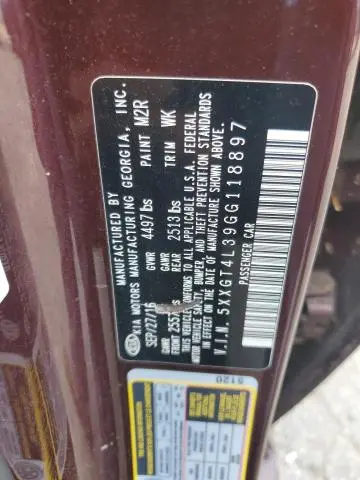 KIA
MANUFACTURED BY
KIA MOTORS MANUFACTURING GEORGIA, INC.
SEP/27/16 GVWR 4497 lbs PAINT M2R
GAWR FRONT 2552 lbs GAWR REAR 2513 lbs TRIM WK
THIS VEHICLE CONFORMS TO ALL APPLICABLE U.S.A. FEDERAL
MOTOR VEHICLE SAFETY, BUMPER, AND THEFT PREVENTION STANDARDS
IN EFFECT ON THE DATE OF MANUFACTURE SHOWN ABOVE.
V.I.N. 5XXGT4L39GG118897
PASSENGER CAR
5120